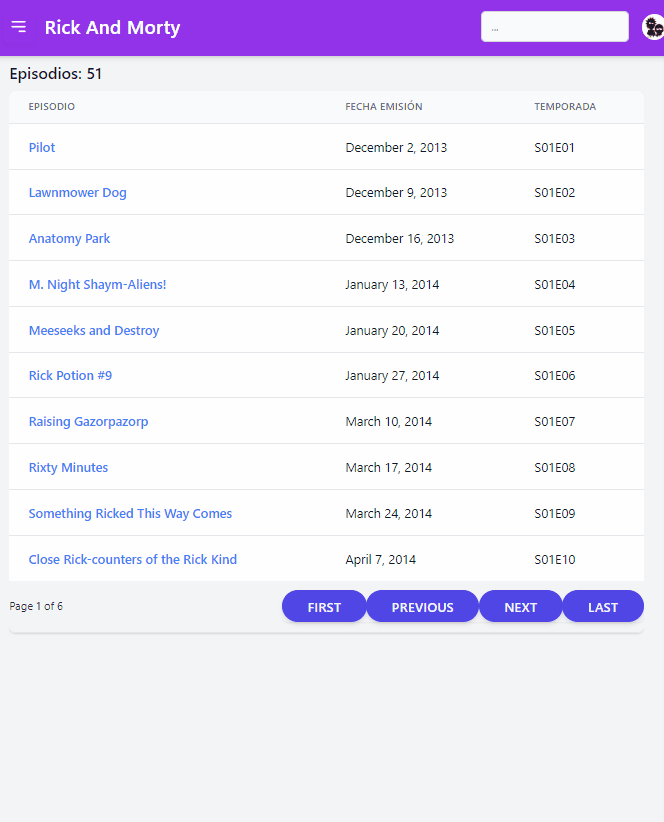 Rick And Morty
...
Episodios: 51
EPISODIO FECHA EMISIÓN TEMPORADA
Pilot December 2, 2013 S01E01
Lawnmower Dog December 9, 2013 S01E02
Anatomy Park December 16, 2013 S01E03
M. Night Shaym-Aliens! January 13, 2014 S01E04
Meeseeks and Destroy January 20, 2014 S01E05
Rick Potion #9 January 27, 2014 S01E06
Raising Gazorpazorp March 10, 2014 S01E07
Rixty Minutes March 17, 2014 S01E08
Something Ricked This Way Comes March 24, 2014 S01E09
Close Rick-counters of the Rick Kind April 7, 2014 S01E10
Page 1 of 6 FIRST PREVIOUS NEXT LAST